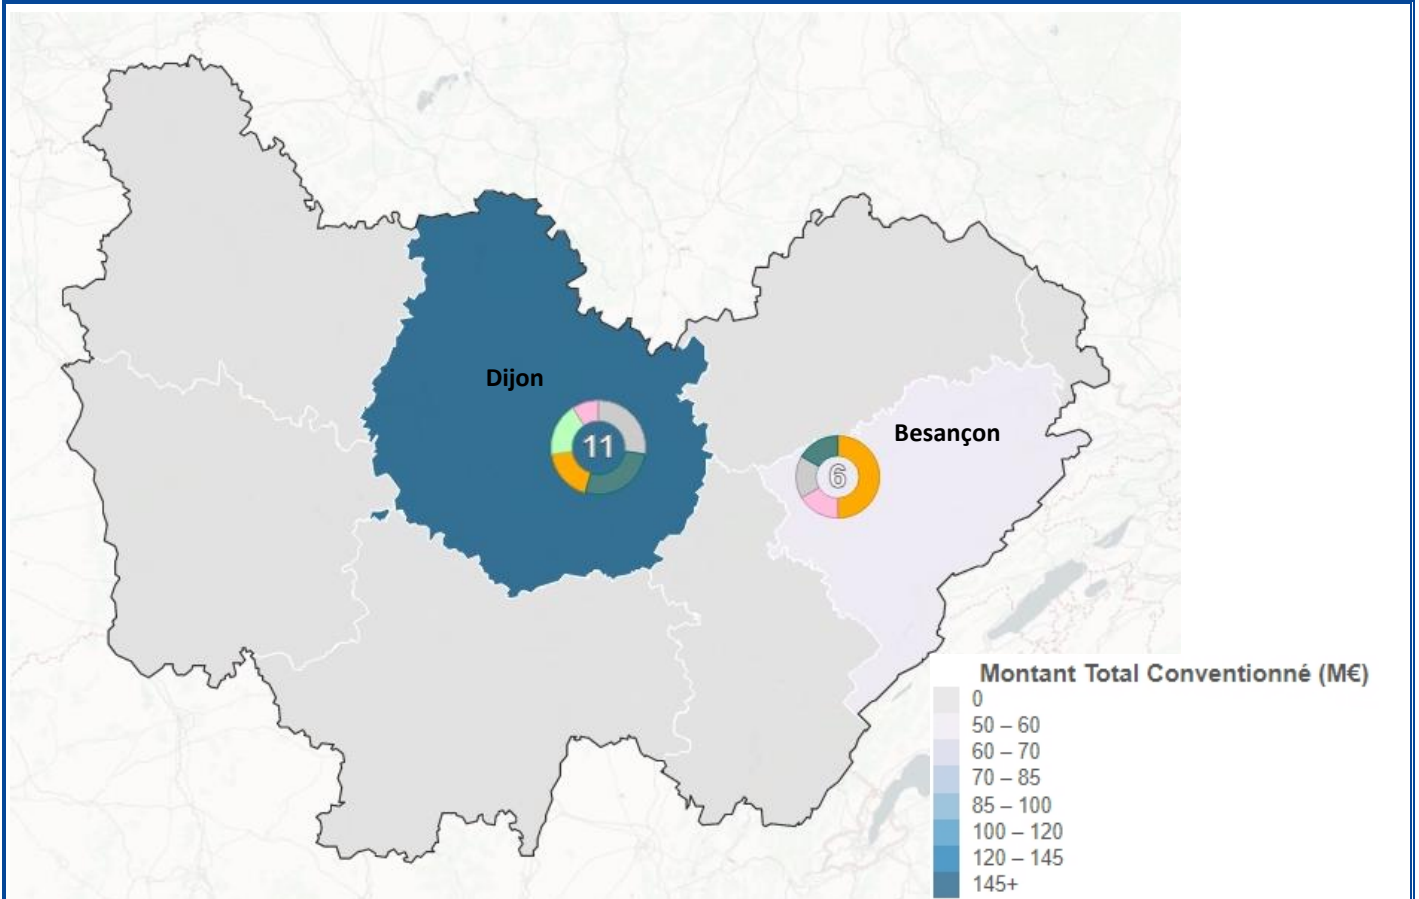 Dijon
11
Besançon
6
Montant Total Conventionné (M€)
0
50 – 60
60 – 70
70 – 85
85 – 100
100 – 120
120 – 145
145+